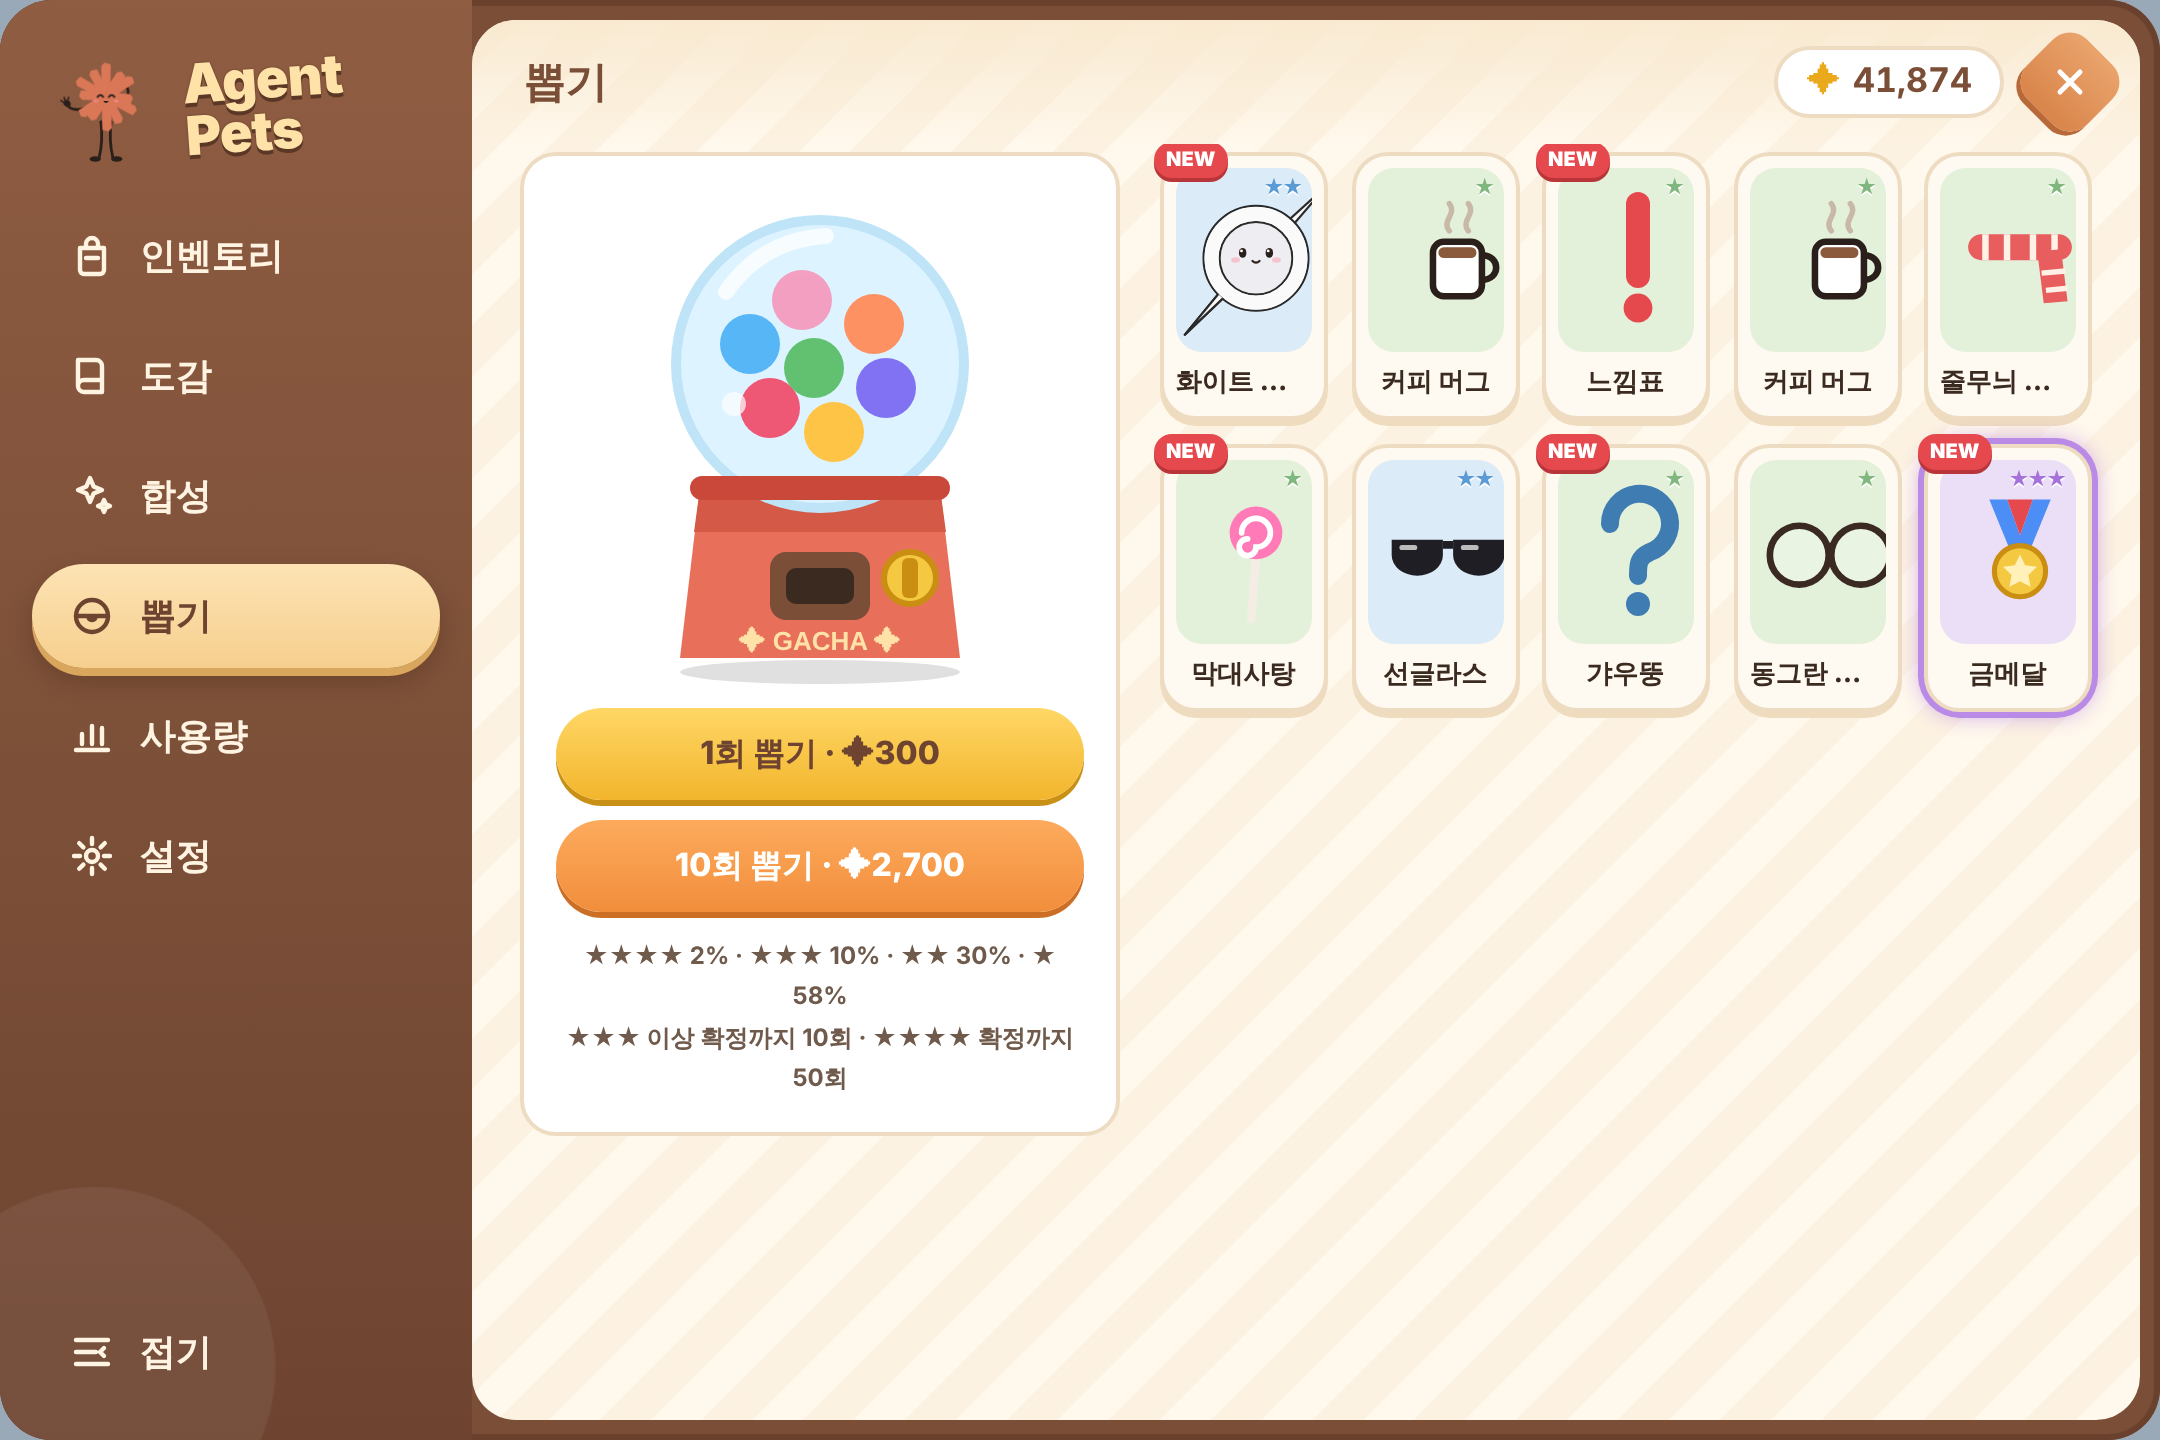 Agent
Pets
인벤토리
도감
합성
뽑기
사용량
설정
접기
뽑기
41,874
GACHA
1회 뽑기 · 300
10회 뽑기 · 2,700
★★★★ 2% · ★★★ 10% · ★★ 30% · ★
58%
★★★ 이상 확정까지 10회 · ★★★★ 확정까지
50회
NEW
★★
화이트 ...
★
커피 머그
NEW
★
느낌표
★
커피 머그
★
줄무늬 ...
NEW
★
막대사탕
★★
선글라스
NEW
★
갸우뚱
★
동그란 ...
NEW
★★★
금메달